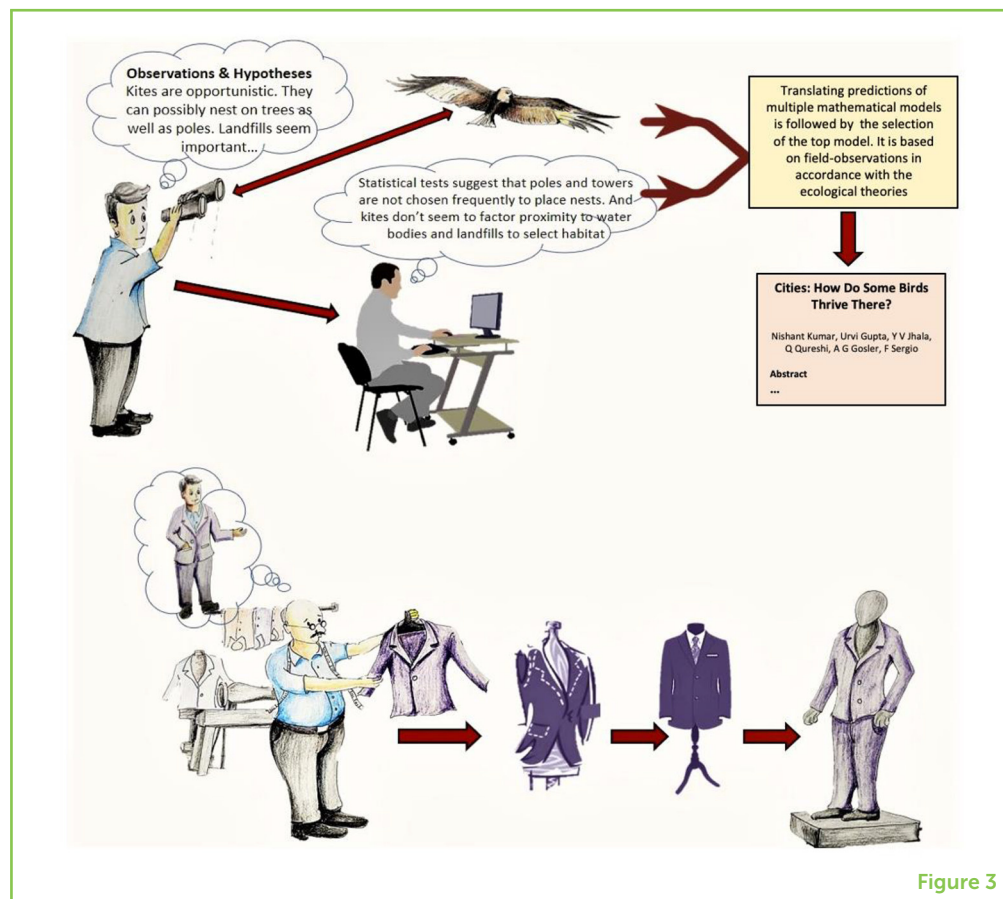 Observations & Hypotheses
Kites are opportunistic. They
can possibly nest on trees as
well as poles. Landfills seem
important...
Statistical tests suggest that poles and towers
are not chosen frequently to place nests. And
kites don't seem to factor proximity to water
bodies and landfills to select habitat
Translating predictions of
multiple mathematical models
is followed by the selection
of the top model. It is based
on field-observations in
accordance with the
ecological theories
Cities: How Do Some Birds
Thrive There?
Nishant Kumar, Urvi Gupta, Y V Jhala,
Q Qureshi, A G Gosler, F Sergio
Abstract
...
Figure 3